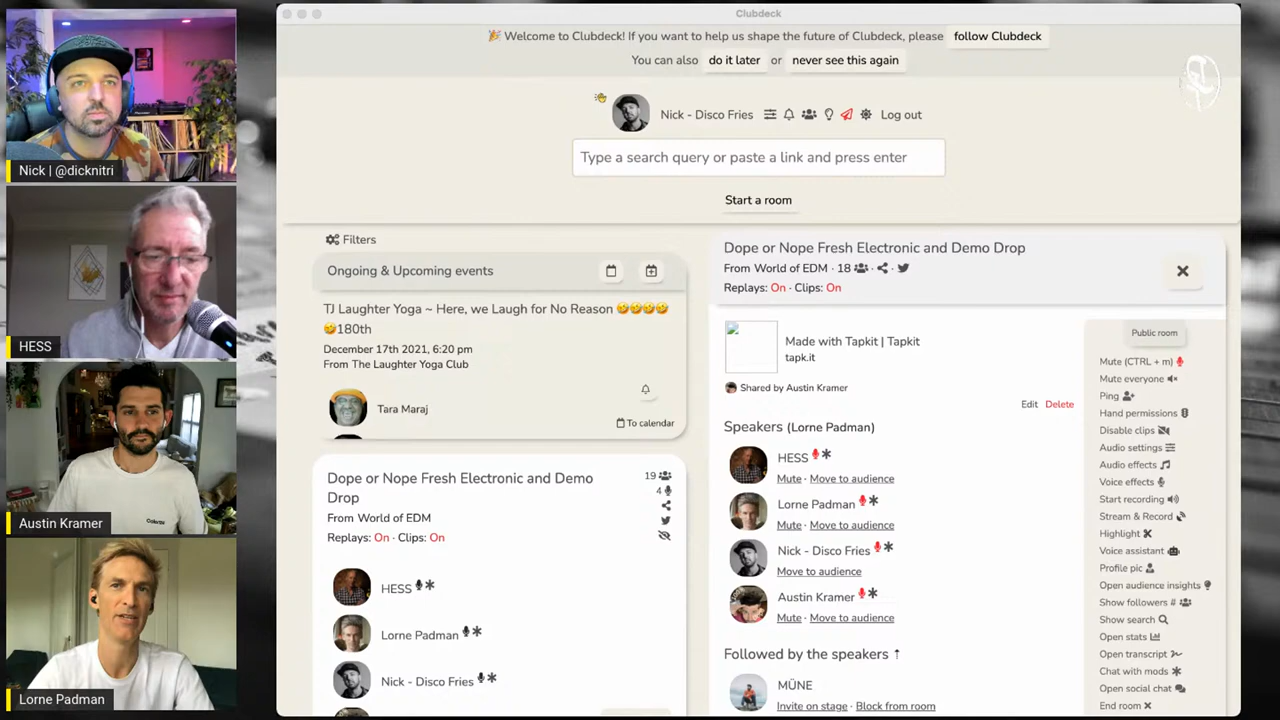 Nick | @dicknitri
HESS
Austin Kramer
Lorne Padman
Clubdeck
🎉 Welcome to Clubdeck! If you want to help us shape the future of Clubdeck, please follow Clubdeck
You can also do it later or never see this again
Nick - Disco Fries Log out
Type a search query or paste a link and press enter
Start a room
Filters
Ongoing & Upcoming events
TJ Laughter Yoga ~ Here, we Laugh for No Reason 🤣🤣🤣🤣
🤣180th
December 17th 2021, 6:20 pm
From The Laughter Yoga Club
Tara Maraj
To calendar
Dope or Nope Fresh Electronic and Demo
Drop
From World of EDM
Replays: On · Clips: On
19
4
HESS
Lorne Padman
Nick - Disco Fries
Dope or Nope Fresh Electronic and Demo Drop
From World of EDM · 18
Replays: On · Clips: On
Made with Tapkit | Tapkit
tapk.it
Shared by Austin Kramer
Edit Delete
Speakers (Lorne Padman)
HESS
Mute · Move to audience
Lorne Padman
Mute · Move to audience
Nick - Disco Fries
Move to audience
Austin Kramer
Mute · Move to audience
Followed by the speakers ↑
MÜNE
Invite on stage · Block from room
Public room
Mute (CTRL + m)
Mute everyone
Ping
Hand permissions
Disable clips
Audio settings
Audio effects
Voice effects
Start recording
Stream & Record
Highlight
Voice assistant
Profile pic
Open audience insights
Show followers #
Show search
Open stats
Open transcript
Chat with mods
Open social chat
End room